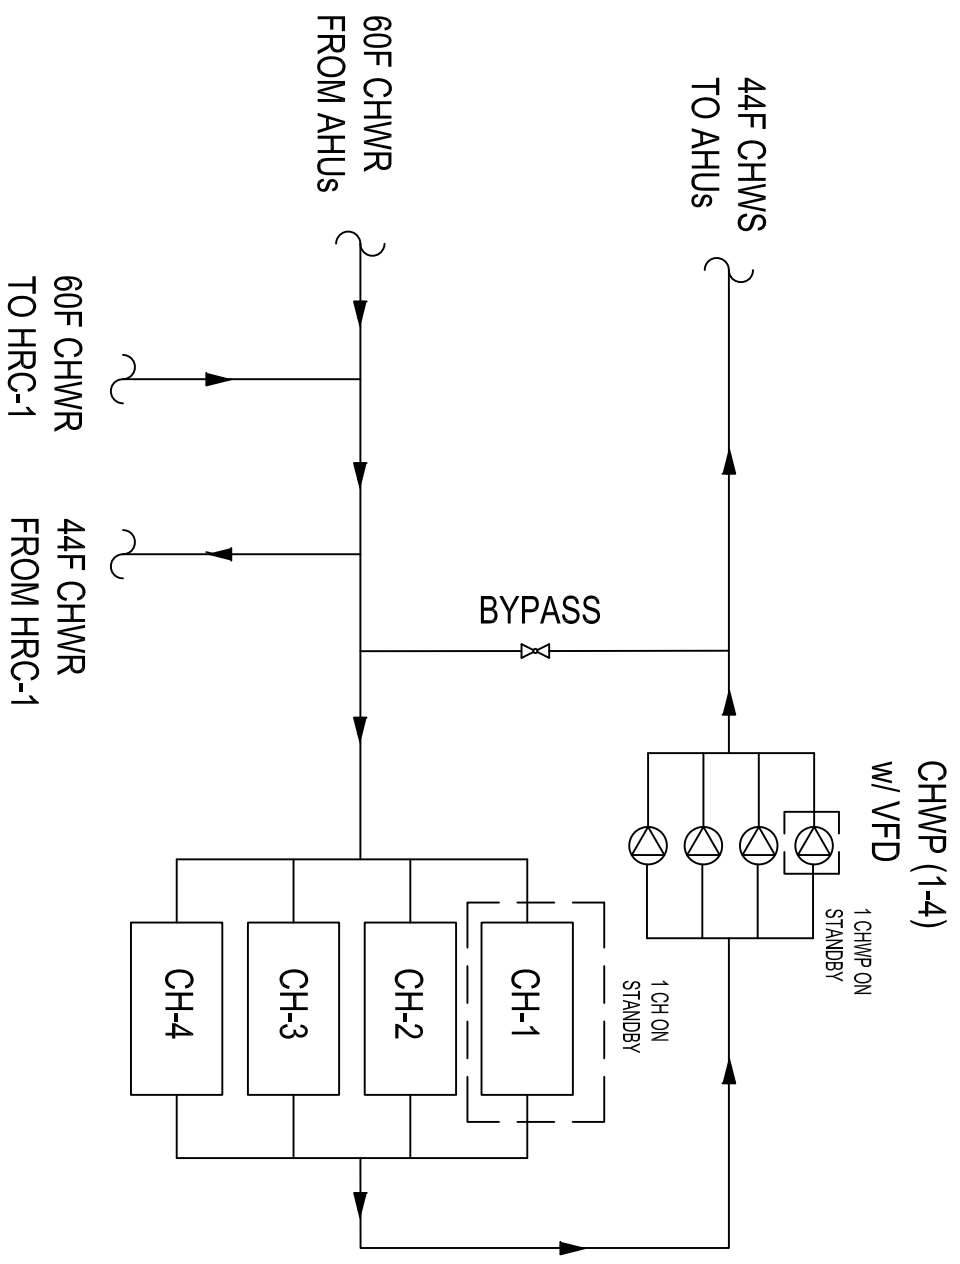 CHWP (1-4)
w/ VFD
1 CHWP ON
STANDBY
44F CHWS
TO AHUs
1 CH ON
STANDBY
BYPASS
CH-1
CH-2
CH-3
CH-4
60F CHWR
FROM AHUs
60F CHWR
TO HRC-1
44F CHWR
FROM HRC-1